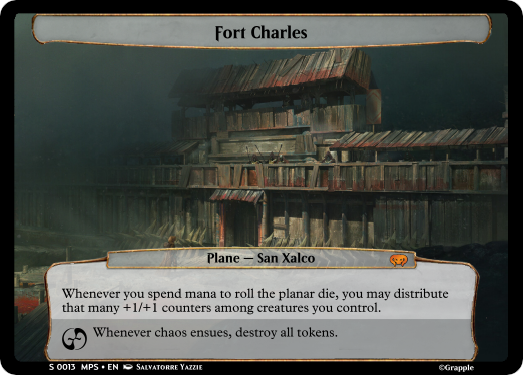 Fort Charles
Plane — San Xalco
Whenever you spend mana to roll the planar die, you may distribute
that many +1/+1 counters among creatures you control.
Whenever chaos ensues, destroy all tokens.
S 0013 MPS • EN Salvatorre Yazzie ©Grapple